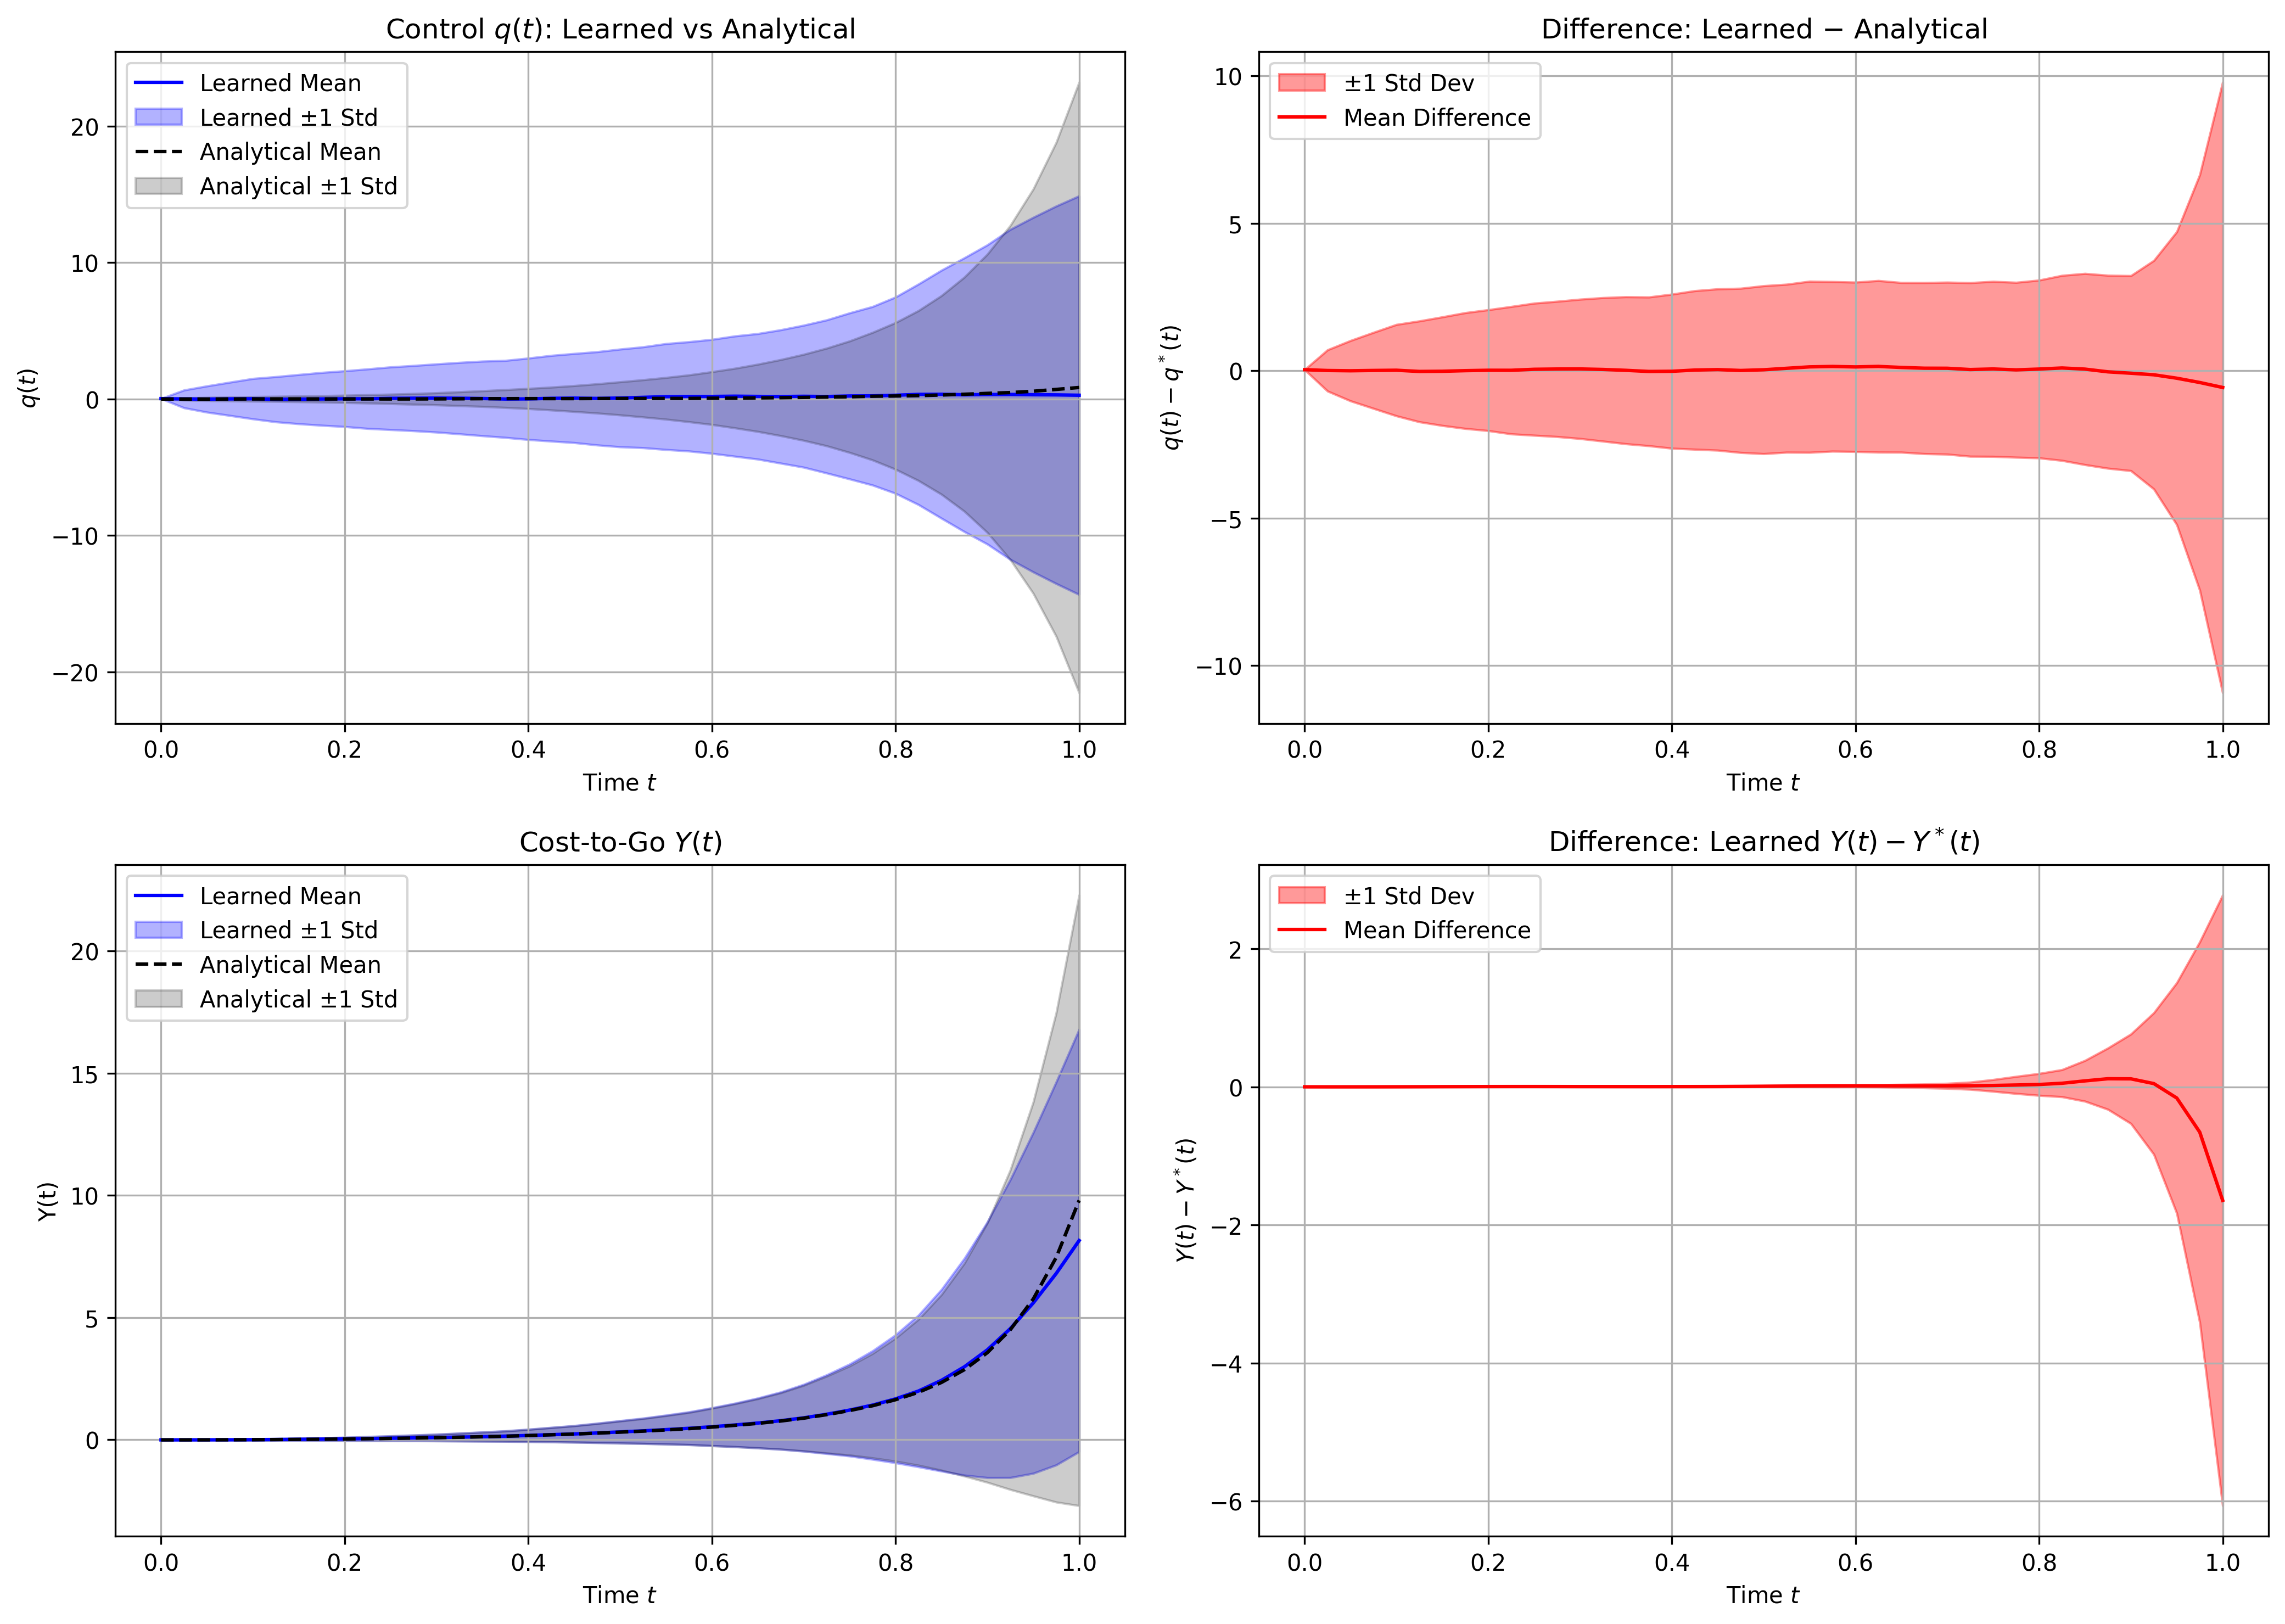 Control q(t): Learned vs Analytical
Learned Mean
Learned ±1 Std
Analytical Mean
Analytical ±1 Std
20
10
0
−10
−20
q(t)
0.0 0.2 0.4 0.6 0.8 1.0
Time t
Difference: Learned − Analytical
±1 Std Dev
Mean Difference
10
5
0
−5
−10
q(t) − q*(t)
0.0 0.2 0.4 0.6 0.8 1.0
Time t
Cost-to-Go Y(t)
Learned Mean
Learned ±1 Std
Analytical Mean
Analytical ±1 Std
20
15
10
5
0
Y(t)
0.0 0.2 0.4 0.6 0.8 1.0
Time t
Difference: Learned Y(t) − Y*(t)
±1 Std Dev
Mean Difference
2
0
−2
−4
−6
Y(t) − Y*(t)
0.0 0.2 0.4 0.6 0.8 1.0
Time t